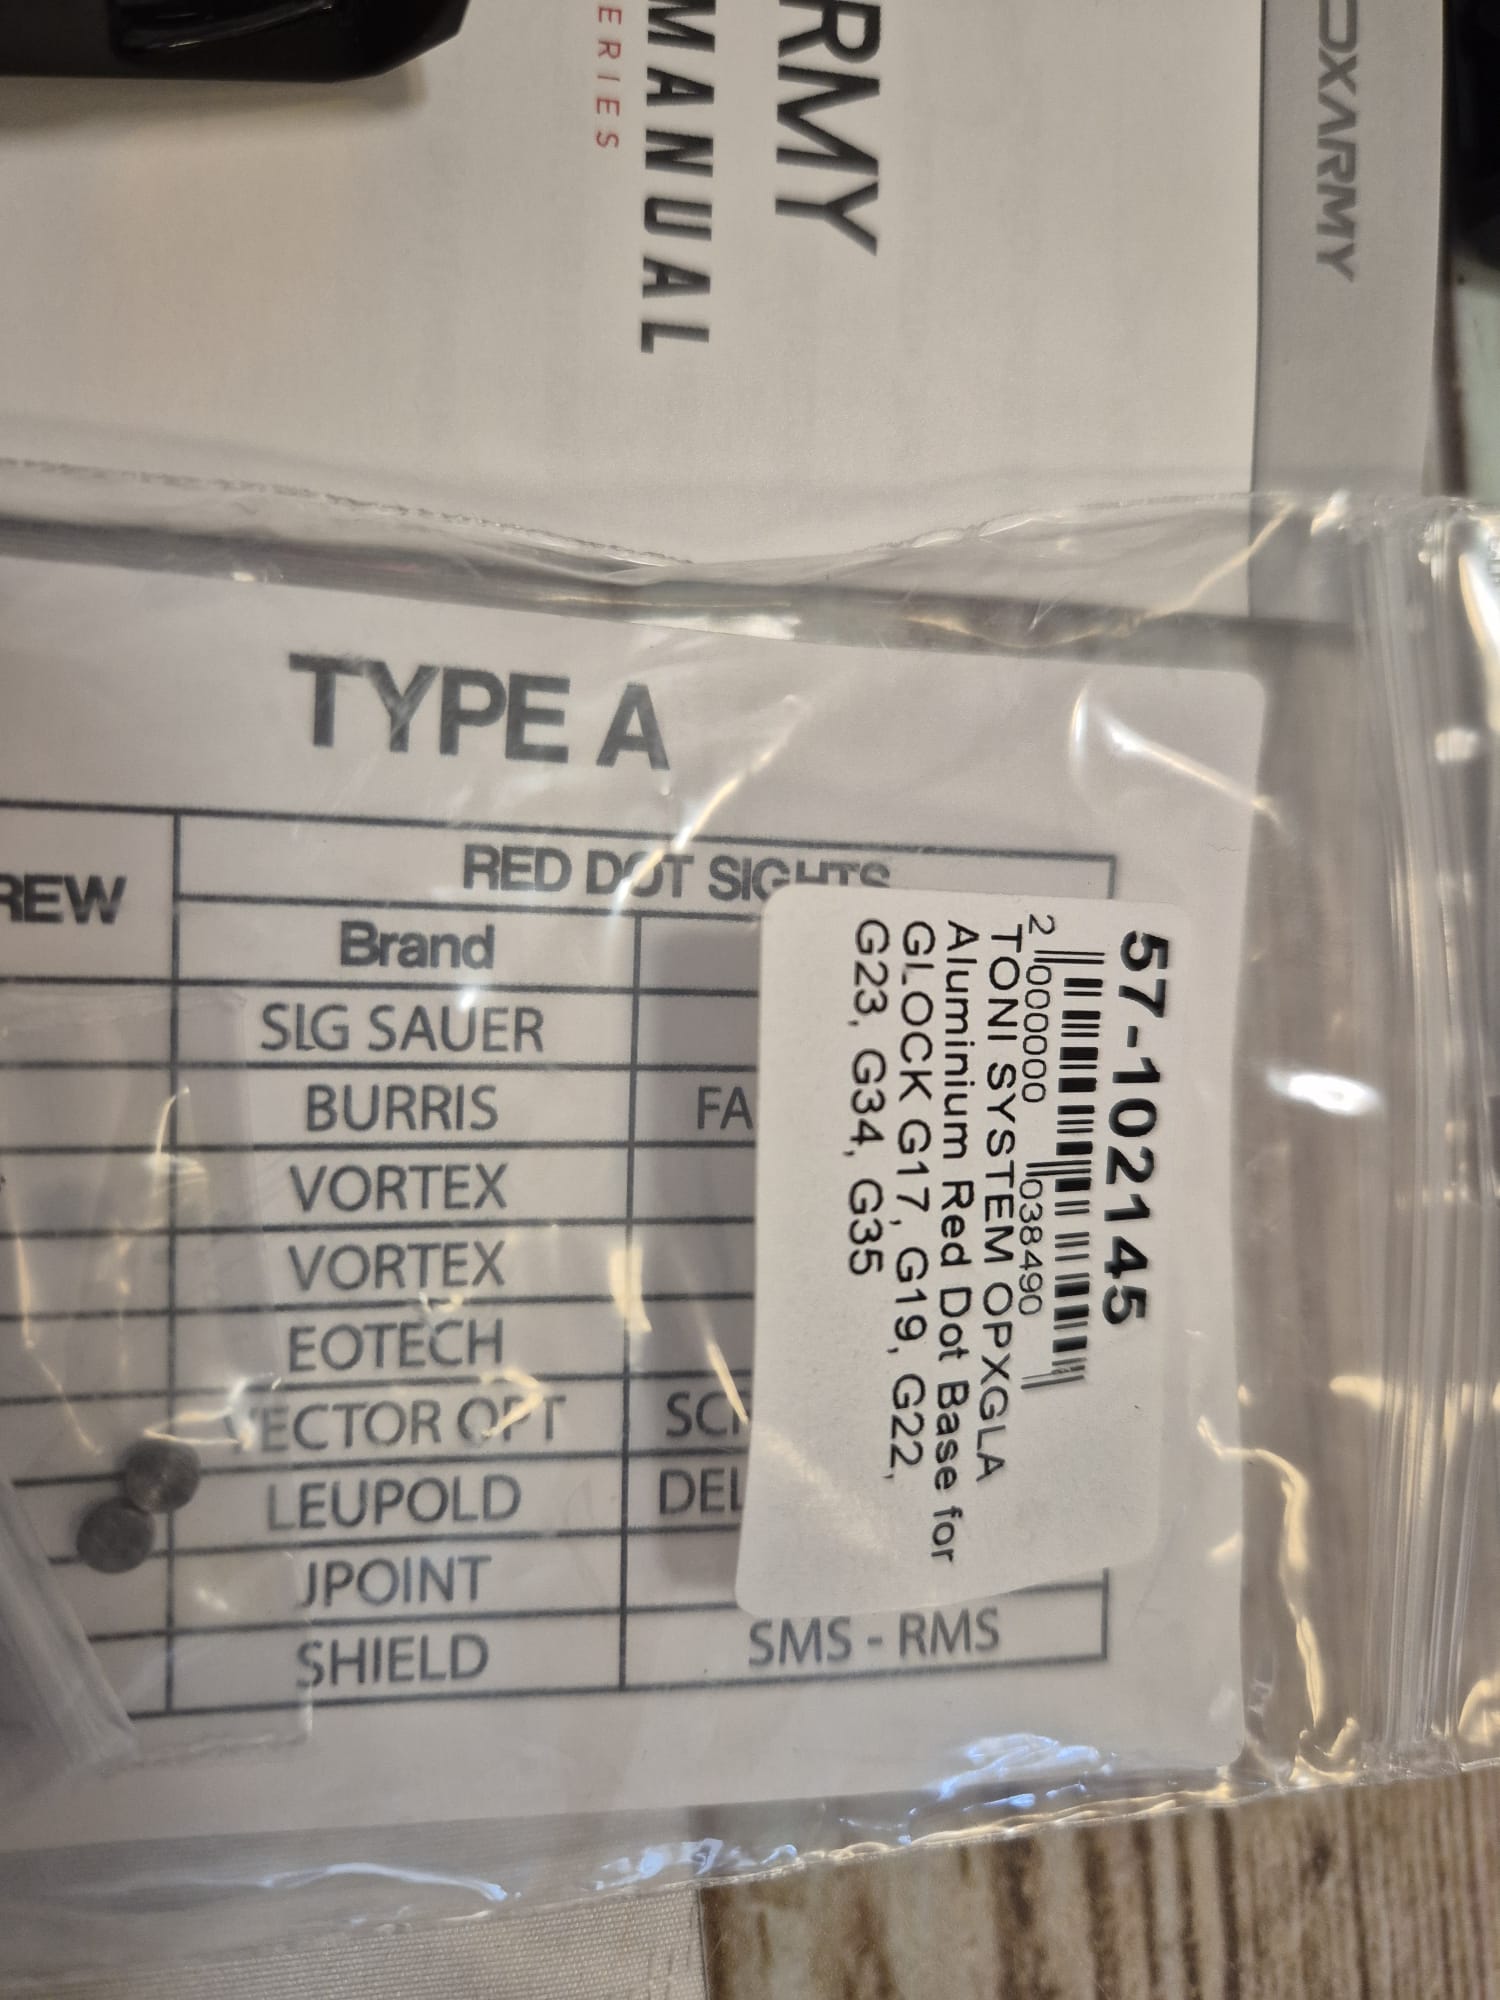 RMY
MANUAL
ERIES
OXARMY
TYPE A
REW
RED DOT SIGHTS
Brand
SIG SAUER
BURRIS FA
VORTEX
VORTEX
EOTECH
VECTOR OPT SCR
LEUPOLD DEL
JPOINT
SHIELD SMS - RMS
57-102145
2 000000 038490
TONI SYSTEM OPXGLA
Aluminium Red Dot Base for
GLOCK G17, G19, G22,
G23, G34, G35